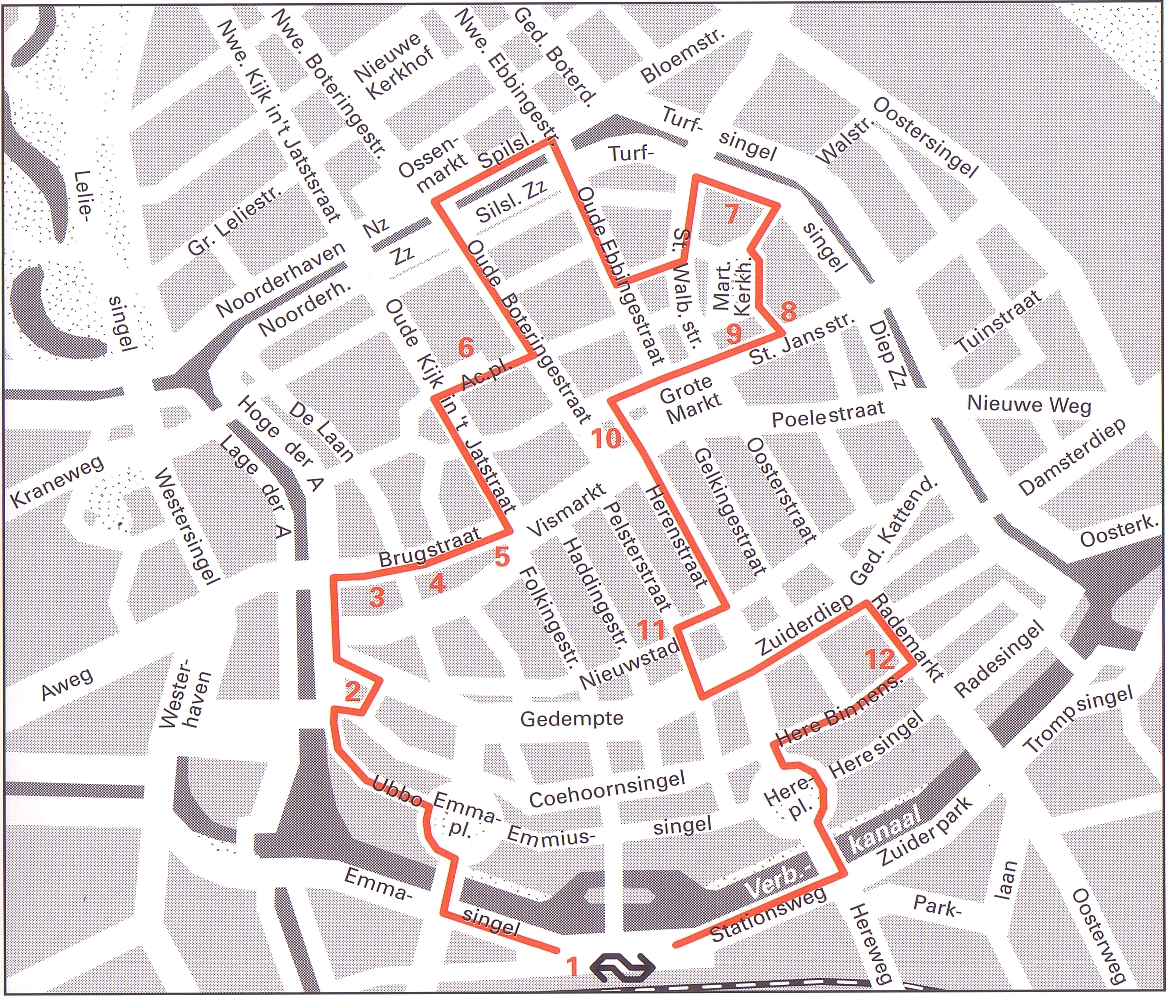 Nwe. Kijk in't Jatstsraat
Nwe. Boteringestr.
Nieuwe
Kerkhof
Nwe. Ebbingestr.
Ged. Boterd.
Bloemstr.
Turf-
singel
Walstr.
Oostersingel
Lelie-
singel
Gr. Leliestr.
Ossen-
markt
Spilsl.
Silsl. Zz
Turf-
Nz
Zz
Noorderhaven
Noorderh.
Oude Boteringestraat
Oude Ebbingestraat
St. Walb. str.
Mart.
Kerkh.
7
singel
8
9
St. Jansstr.
Diep Zz
Tuinstraat
Oude Kijk in 't Jatstraat
6
Ac.pl.
Grote
Markt
Poelestraat
Nieuwe Weg
Damsterdiep
Oosterk.
Hoge der A
De Laan
Lage der A
Kraneweg
Westersingel
10
Brugstraat
Vismarkt
Herenstraat
Gelkingestraat
Oosterstraat
Pelsterstraat
Haddingestr.
Folkingestr.
Ged. Kattend.
3
4
5
11
Nieuwstad
Zuiderdiep
Rademarkt
12
Radesingel
Aweg
Wester-
haven
2
Gedempte
Here Binnens.
Heresingel
Trompsingel
Here-
pl.
Coehoornsingel
Ubbo
Emma-
pl.
Emmius-
singel
Verb.-
kanaal
Zuiderpark
Emma-
singel
Stationsweg
1
Hereweg
Park-
laan
Oosterweg